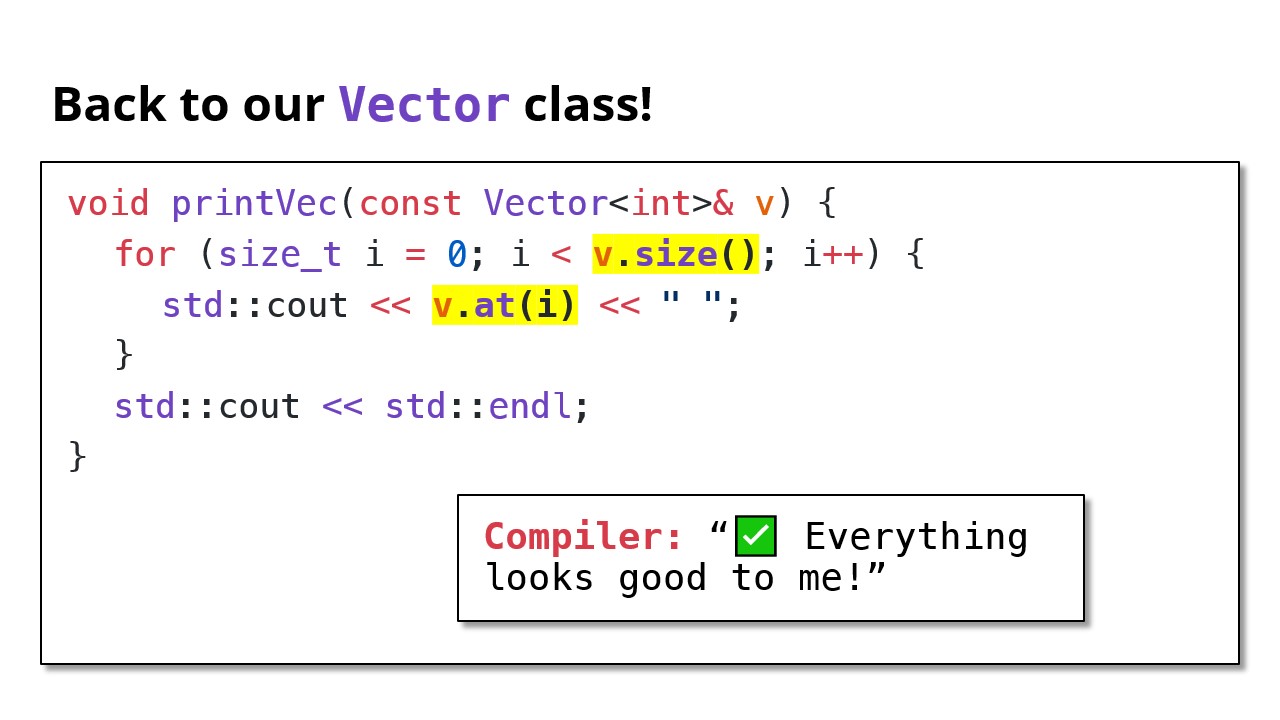 Back to our Vector class!
void printVec(const Vector<int>& v) {
for (size_t i = 0; i < v.size(); i++) {
std::cout << v.at(i) << " ";
}
std::cout << std::endl;
}
Compiler: “✅ Everything
looks good to me!”